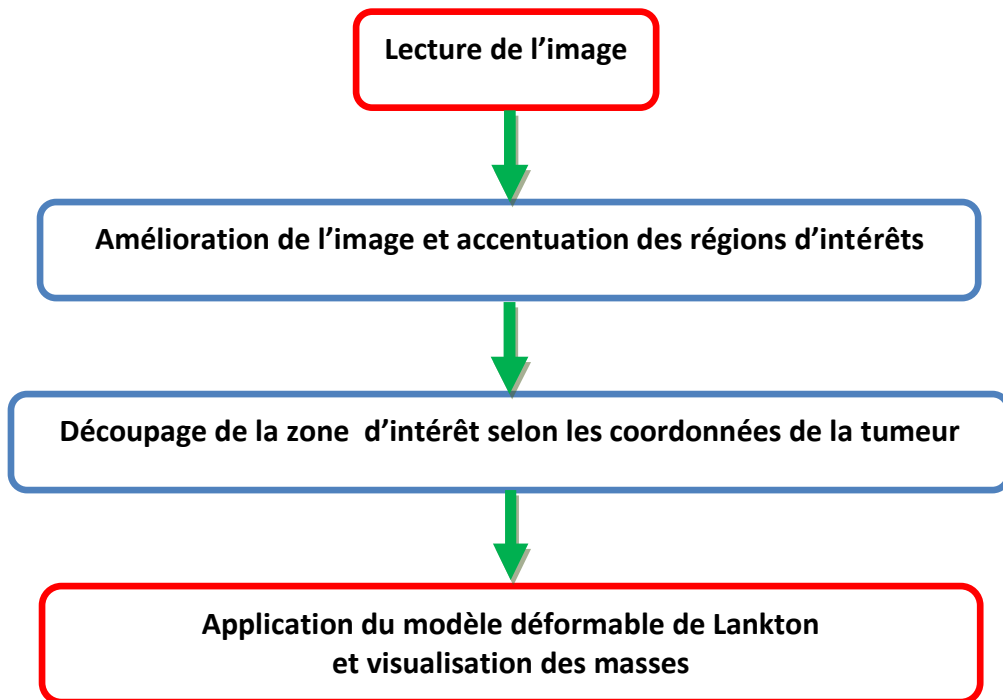 Lecture de l’image
Amélioration de l’image et accentuation des régions d’intérêts
Découpage de la zone  d’intérêt selon les coordonnées de la tumeur
Application du modèle déformable de Lankton
et visualisation des masses